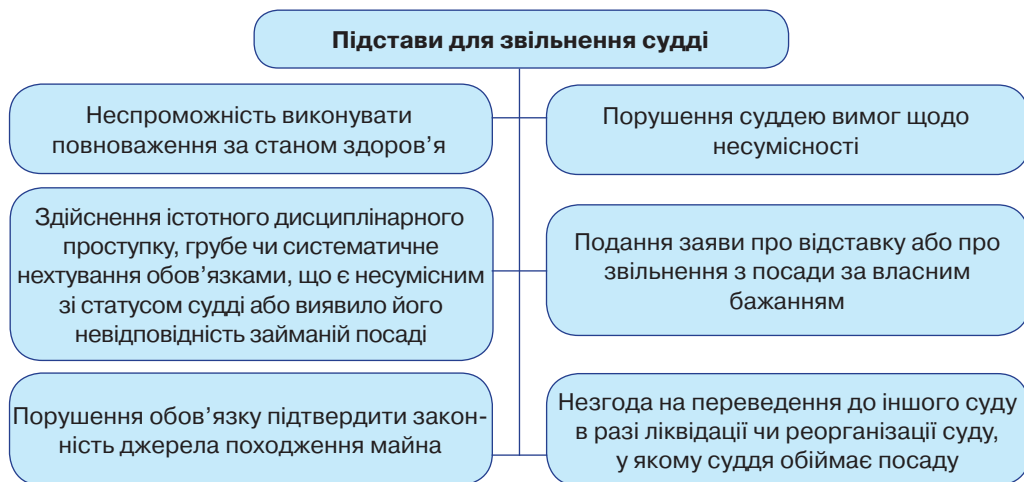 Підстави для звільнення судді
Неспроможність виконувати
повноваження за станом здоров’я
Порушення суддею вимог щодо
несумісності
Здійснення істотного дисциплінарного
проступку, грубе чи систематичне
нехтування обов’язками, що є несумісним
зі статусом судді або виявило його
невідповідність займаній посаді
Подання заяви про відставку або про
звільнення з посади за власним
бажанням
Порушення обов’язку підтвердити закон-
ність джерела походження майна
Незгода на переведення до іншого суду
в разі ліквідації чи реорганізації суду,
у якому суддя обіймає посаду